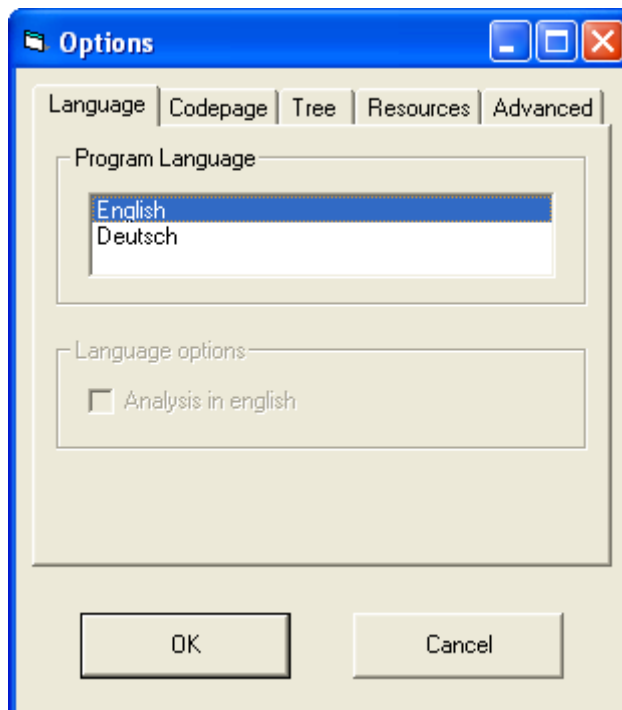 Options
Language Codepage Tree Resources Advanced
Program Language
English
Deutsch
Language options
Analysis in english
OK Cancel